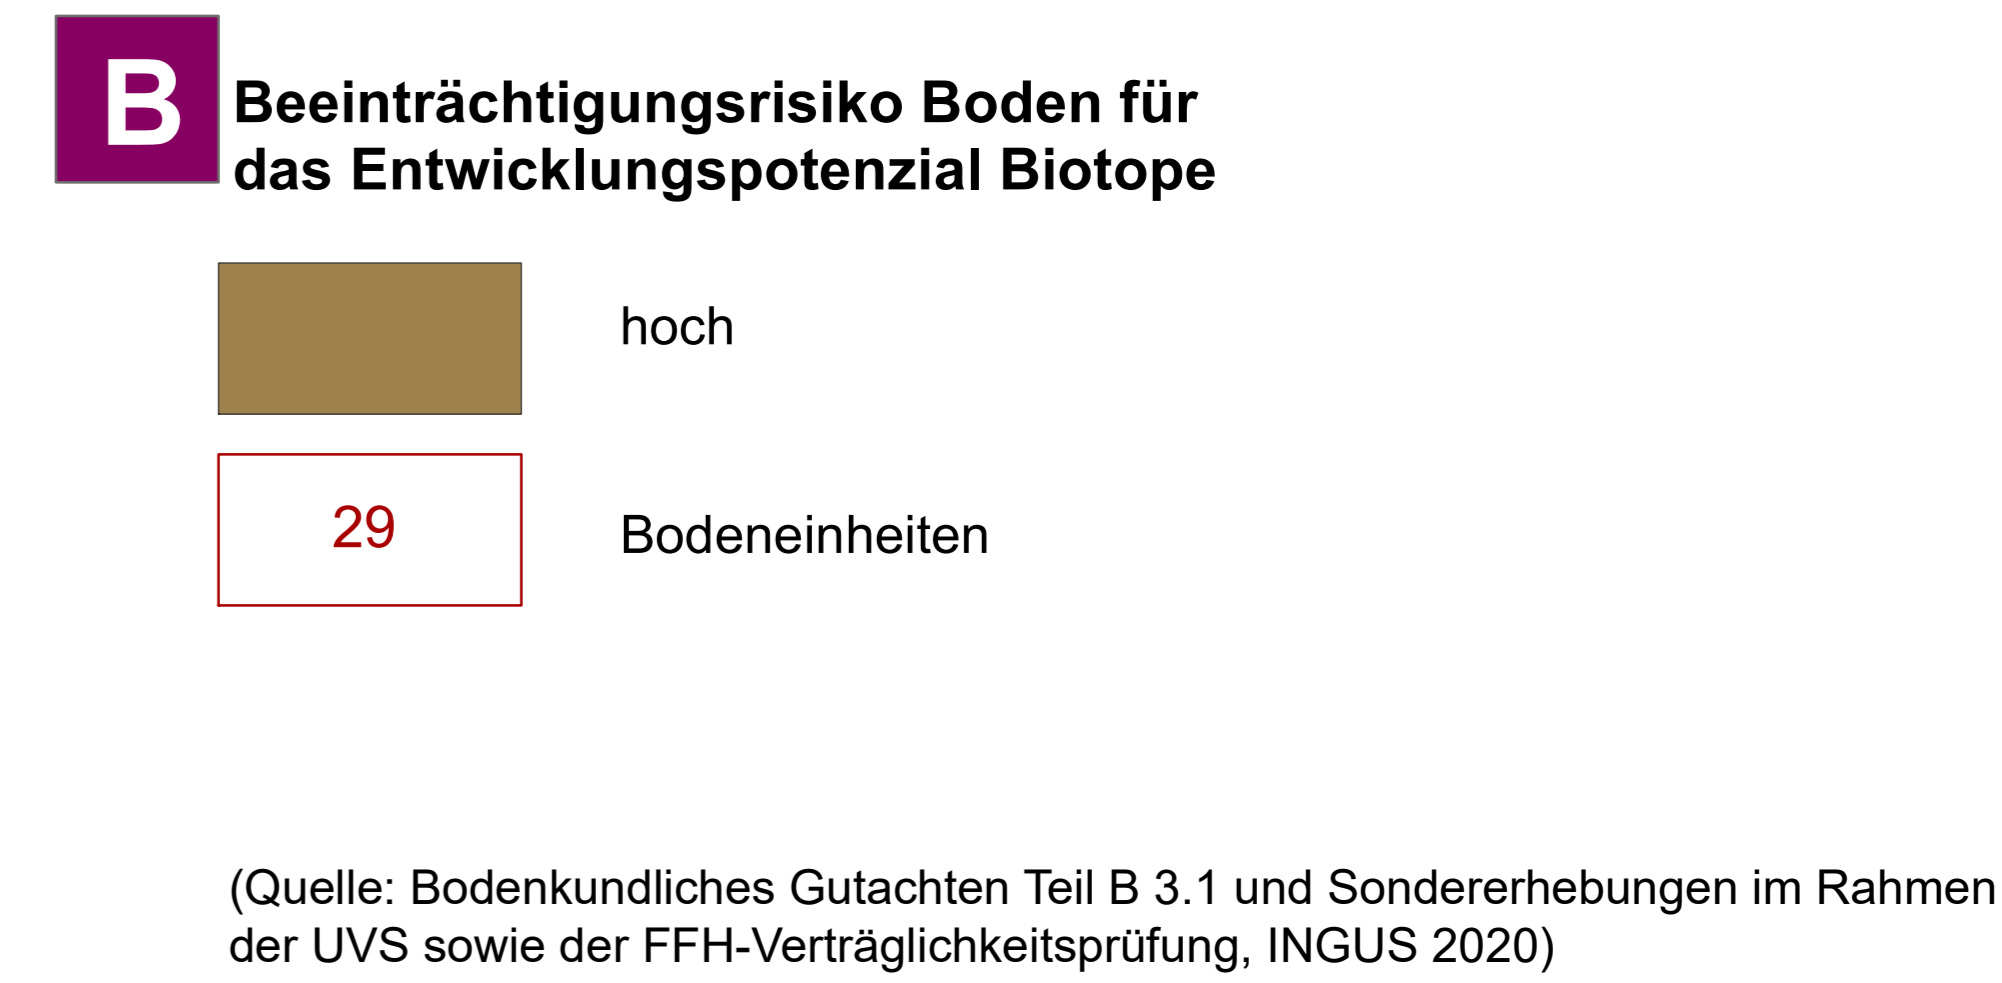 B
Beeinträchtigungsrisiko Boden für
das Entwicklungspotenzial Biotope
hoch
29
Bodeneinheiten
(Quelle: Bodenkundliches Gutachten Teil B 3.1 und Sondererhebungen im Rahmen
der UVS sowie der FFH-Verträglichkeitsprüfung, INGUS 2020)